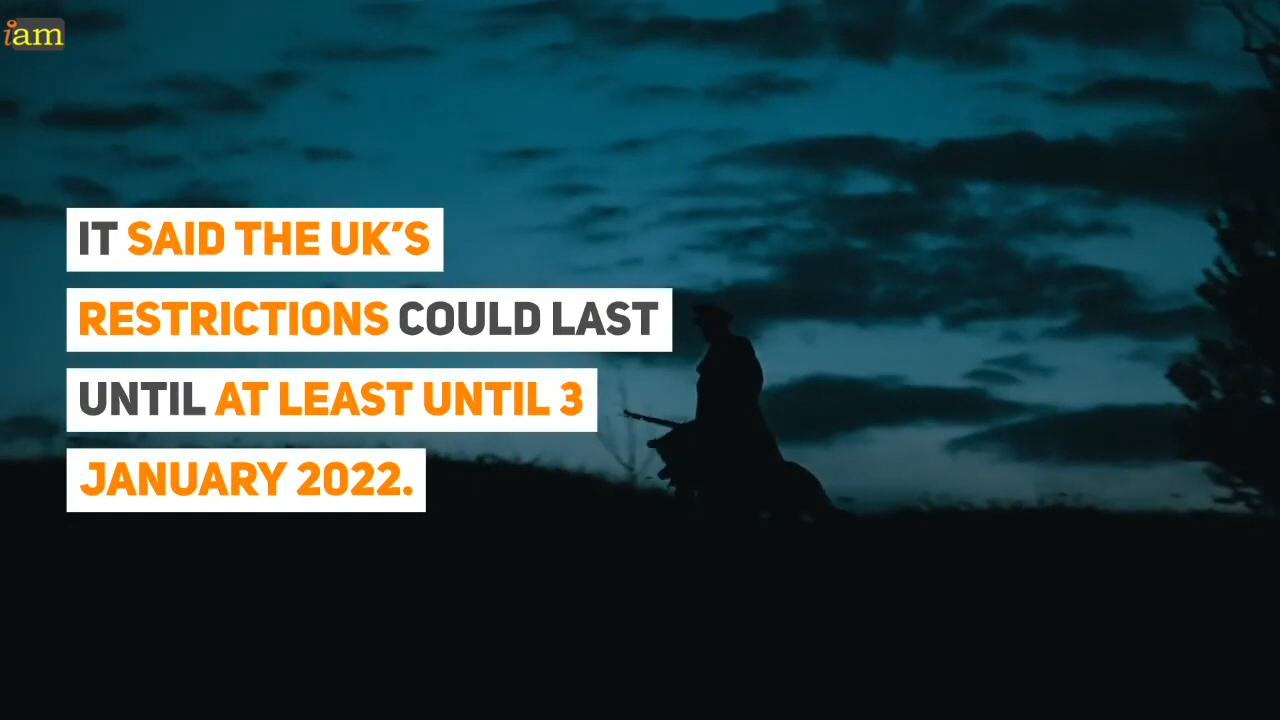 iam
IT SAID THE UK’S
RESTRICTIONS COULD LAST
UNTIL AT LEAST UNTIL 3
JANUARY 2022.